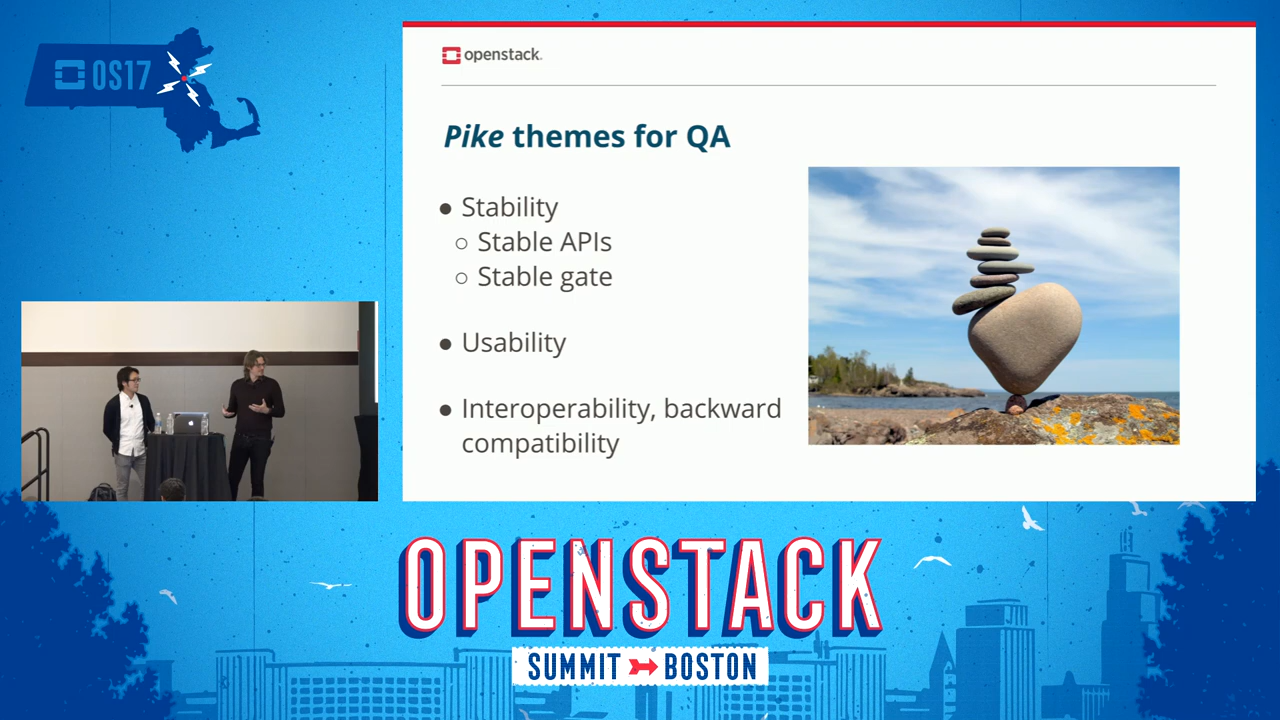 OS17
openstack.
Pike themes for QA
● Stability
○ Stable APIs
○ Stable gate
● Usability
● Interoperability, backward
compatibility
OPENSTACK
SUMMIT BOSTON